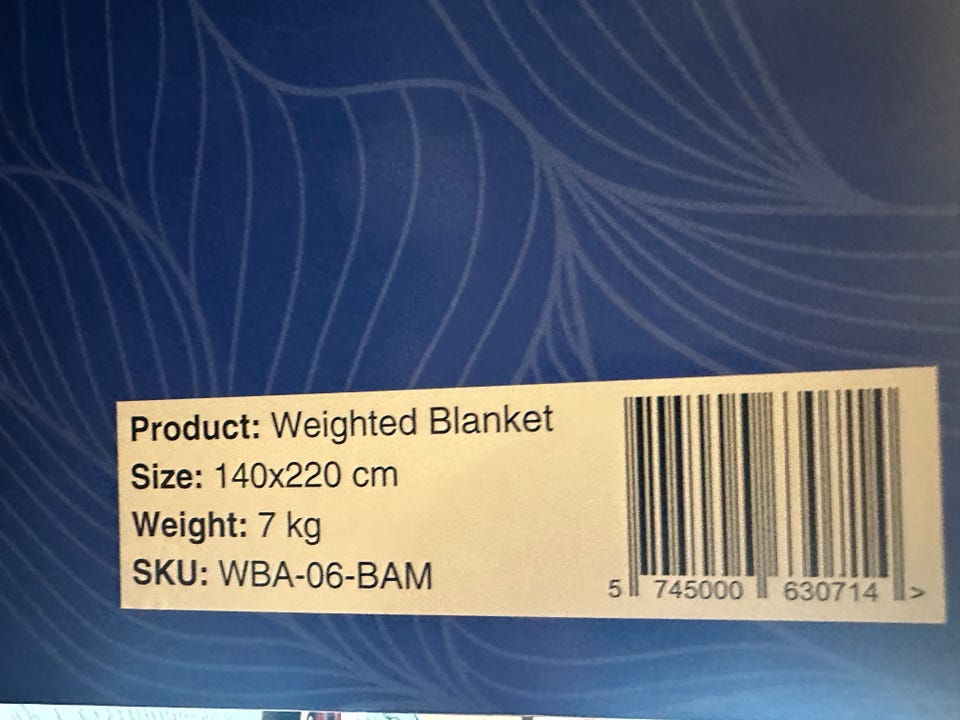 Product: Weighted Blanket
Size: 140x220 cm
Weight: 7 kg
SKU: WBA-06-BAM
5 745000 630714 >